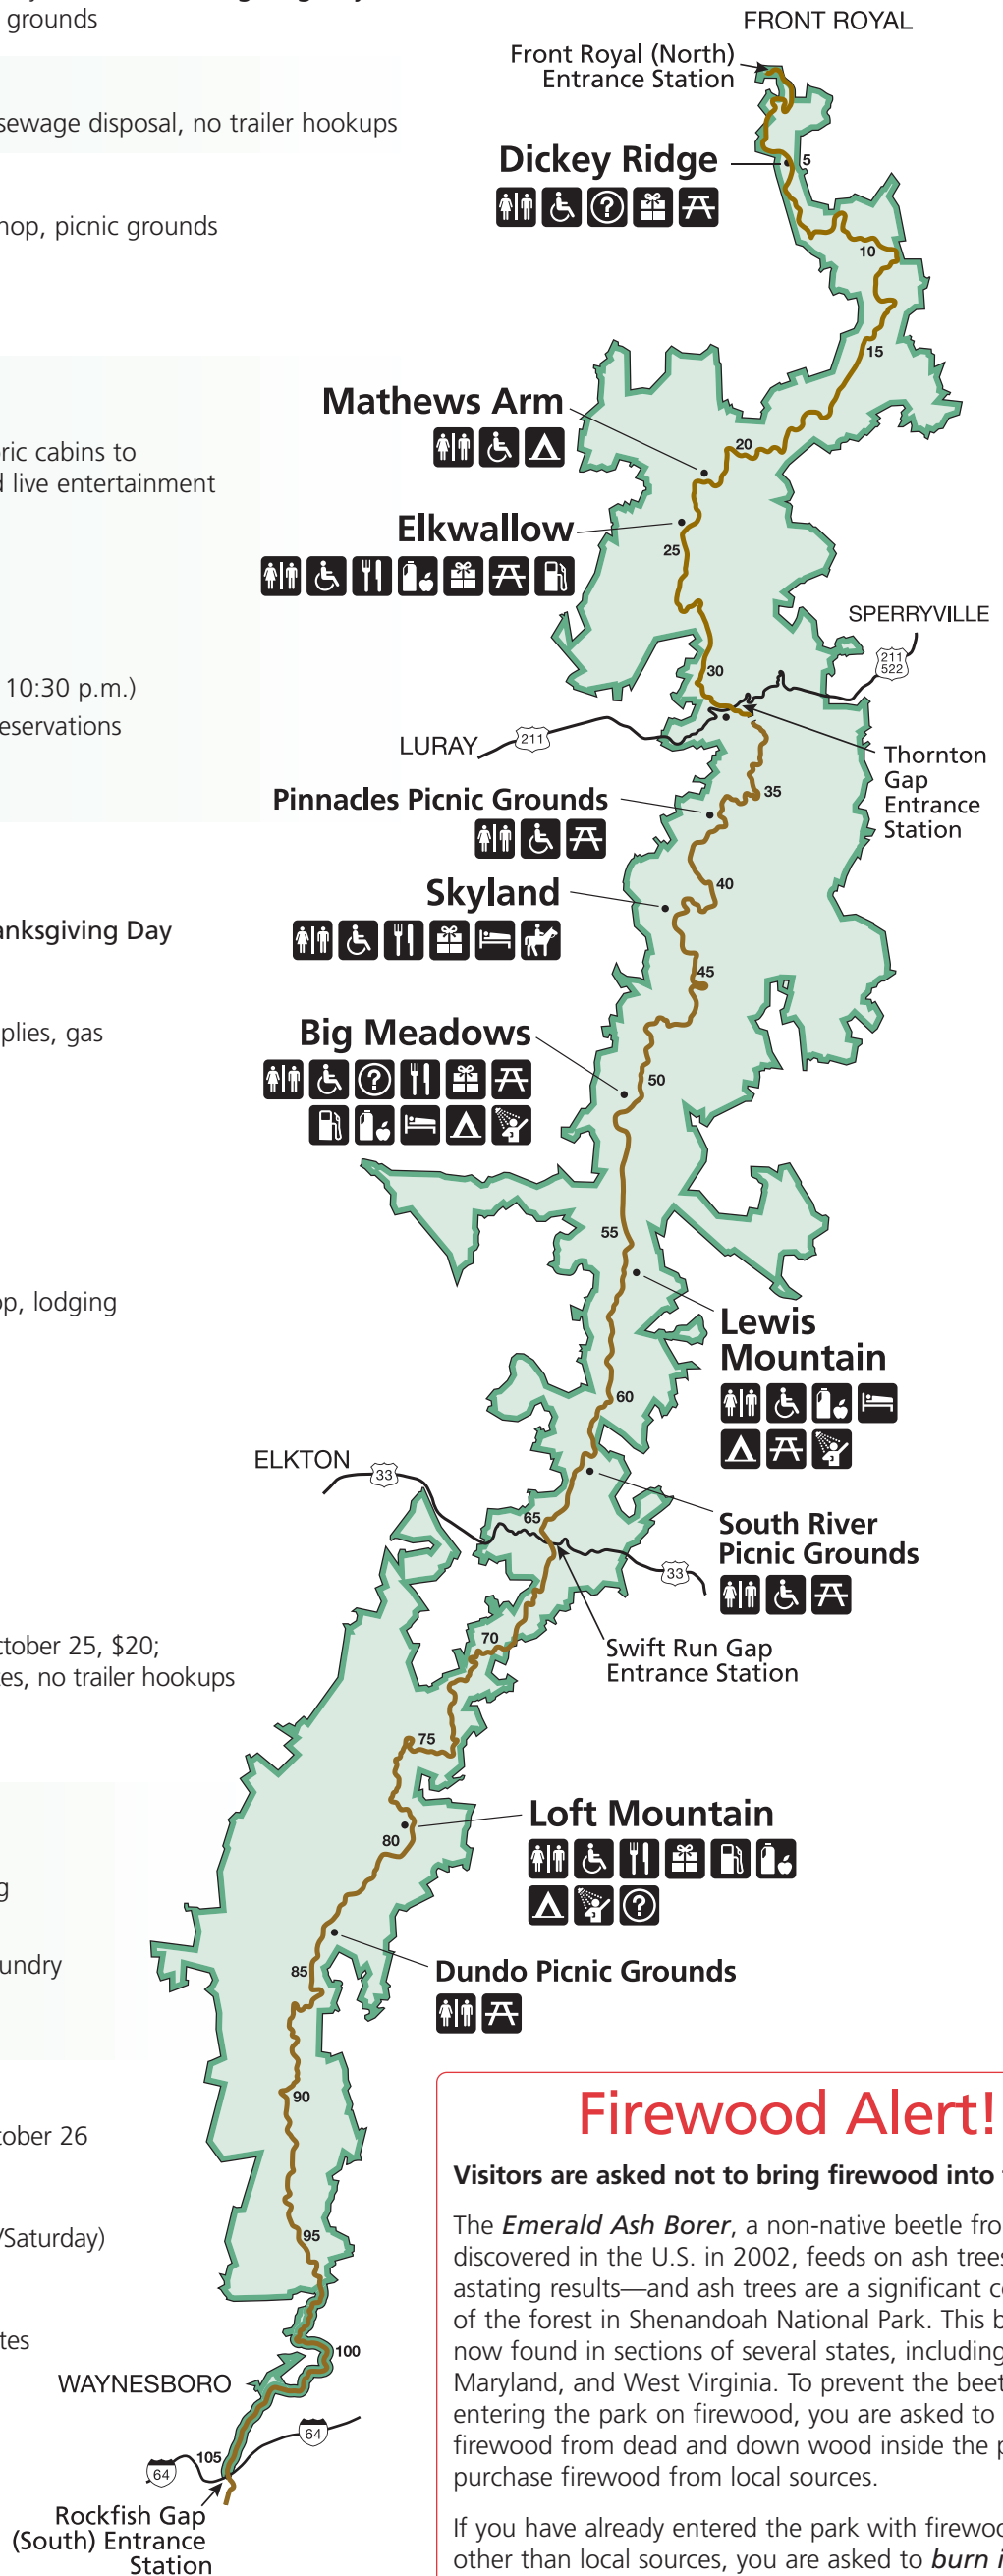 grounds
FRONT ROYAL
Front Royal (North)
Entrance Station
sewage disposal, no trailer hookups
Dickey Ridge
5
nop, picnic grounds
10
15
Mathews Arm
20
ric cabins to
d live entertainment
Elkwallow
25
SPERRYVILLE
211
522
30
10:30 p.m.)
eservations
LURAY
211
Thornton
Gap
Entrance
Station
Pinnacles Picnic Grounds
35
Skyland
40
anksgiving Day
45
plies, gas
Big Meadows
50
55
op, lodging
Lewis
Mountain
60
ELKTON
33
65
South River
Picnic Grounds
33
ctober 25, $20;
es, no trailer hookups
70
Swift Run Gap
Entrance Station
75
Loft Mountain
80
g
undry
85
Dundo Picnic Grounds
90
Firewood Alert!
ober 26
Visitors are asked not to bring firewood into
The Emerald Ash Borer, a non-native beetle fro
/Saturday)
95
discovered in the U.S. in 2002, feeds on ash trees
astating results—and ash trees are a significant c
of the forest in Shenandoah National Park. This b
tes
now found in sections of several states, including
100
WAYNESBORO
Maryland, and West Virginia. To prevent the beet
entering the park on firewood, you are asked to
64
firewood from dead and down wood inside the p
105
64
purchase firewood from local sources.
Rockfish Gap
(South) Entrance
Station
If you have already entered the park with firewoo
other than local sources, you are asked to burn i